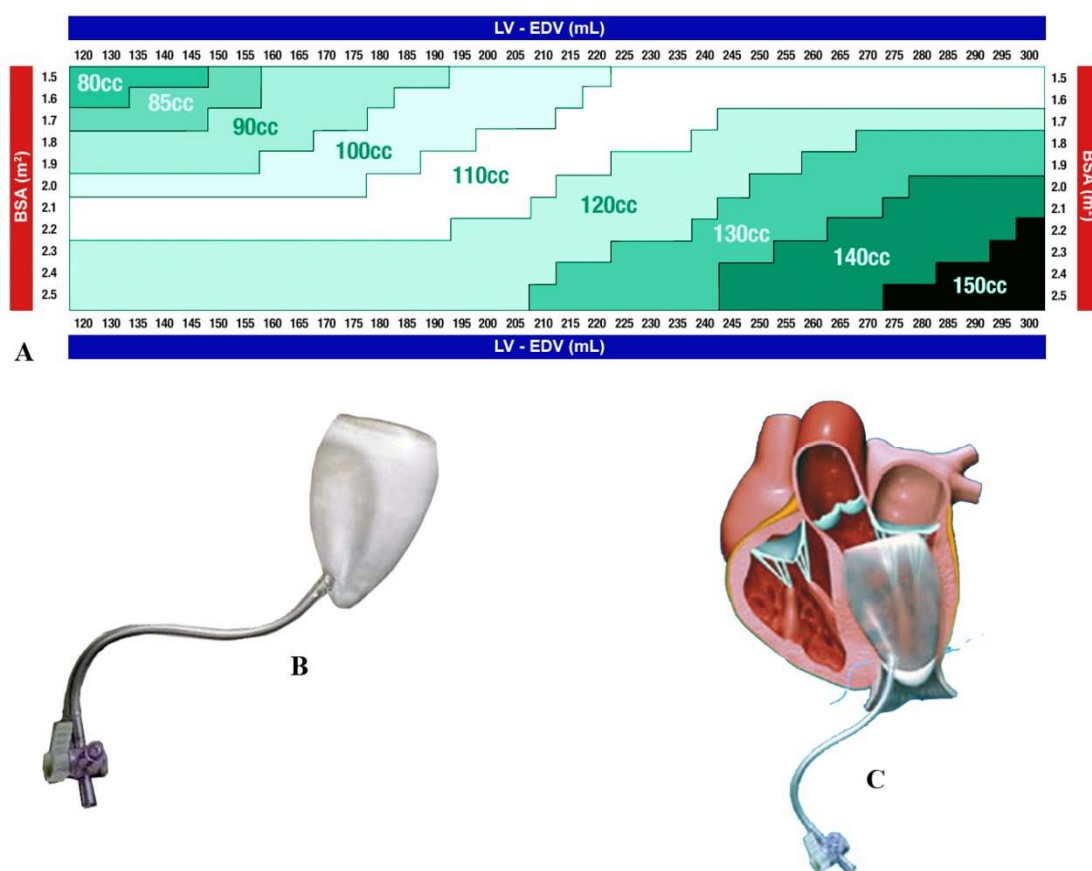 LV - EDV (mL)
120 130 135 140 145 150 155 160 165 170 175 180 185 190 195 200 205 210 215 220 225 230 235 240 245 250 255 260 265 270 275 280 285 290 295 300
BSA (m²)
1.5 80cc 1.5
1.6 85cc 1.6
1.7 90cc 1.7
1.8 100cc 1.8
1.9 110cc 1.9
2.0 120cc 2.0
2.1 2.1
2.2 130cc 2.2
2.3 140cc 2.3
2.4 150cc 2.4
2.5 2.5
BSA (m²)
120 130 135 140 145 150 155 160 165 170 175 180 185 190 195 200 205 210 215 220 225 230 235 240 245 250 255 260 265 270 275 280 285 290 295 300
LV - EDV (mL)
A
B
C